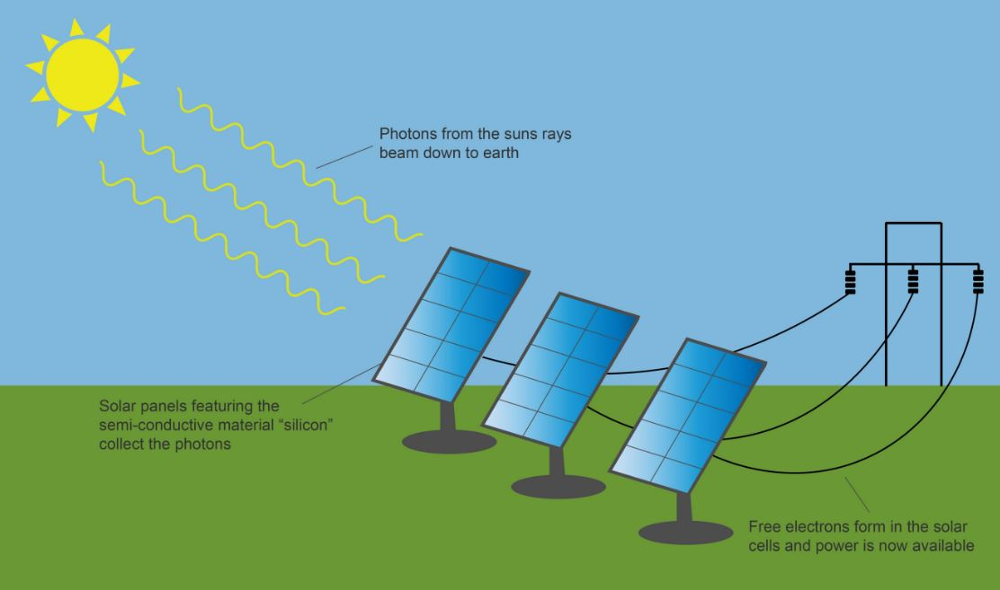 Photons from the suns rays
beam down to earth
Solar panels featuring the
semi-conductive material “silicon”
collect the photons
Free electrons form in the solar
cells and power is now available